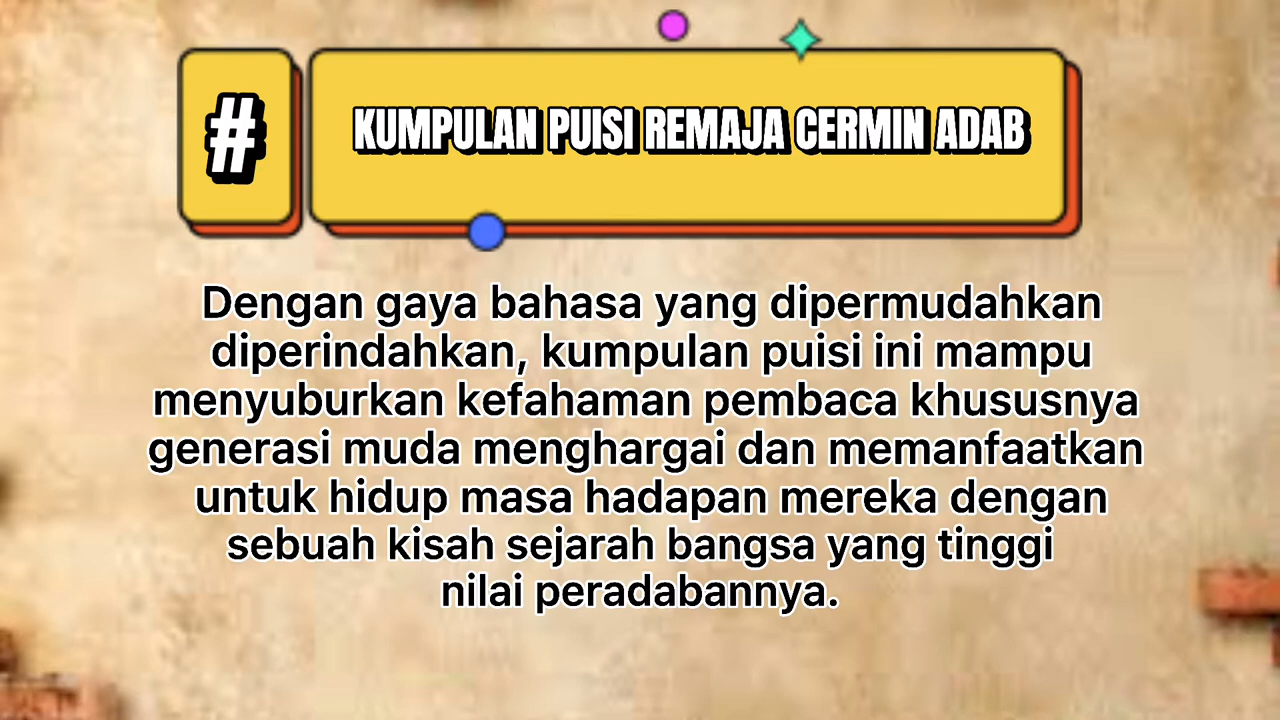 # KUMPULAN PUISI REMAJA CERMIN ADAB
Dengan gaya bahasa yang dipermudahkan
diperindahkan, kumpulan puisi ini mampu
menyuburkan kefahaman pembaca khususnya
generasi muda menghargai dan memanfaatkan
untuk hidup masa hadapan mereka dengan
sebuah kisah sejarah bangsa yang tinggi
nilai peradabannya.